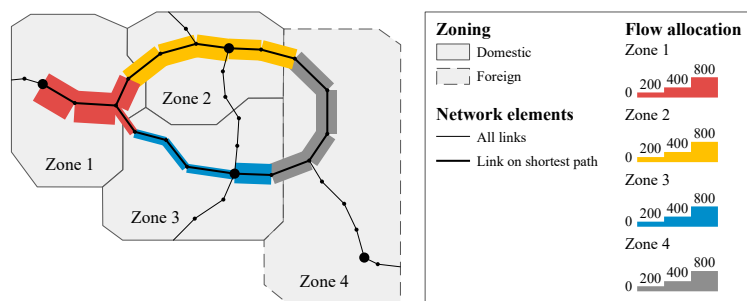 Zone 1
Zone 2
Zone 3
Zone 4
Zoning
Domestic
Foreign
Network elements
All links
Link on shortest path
Flow allocation
Zone 1
0 200 400 800
Zone 2
0 200 400 800
Zone 3
0 200 400 800
Zone 4
0 200 400 800